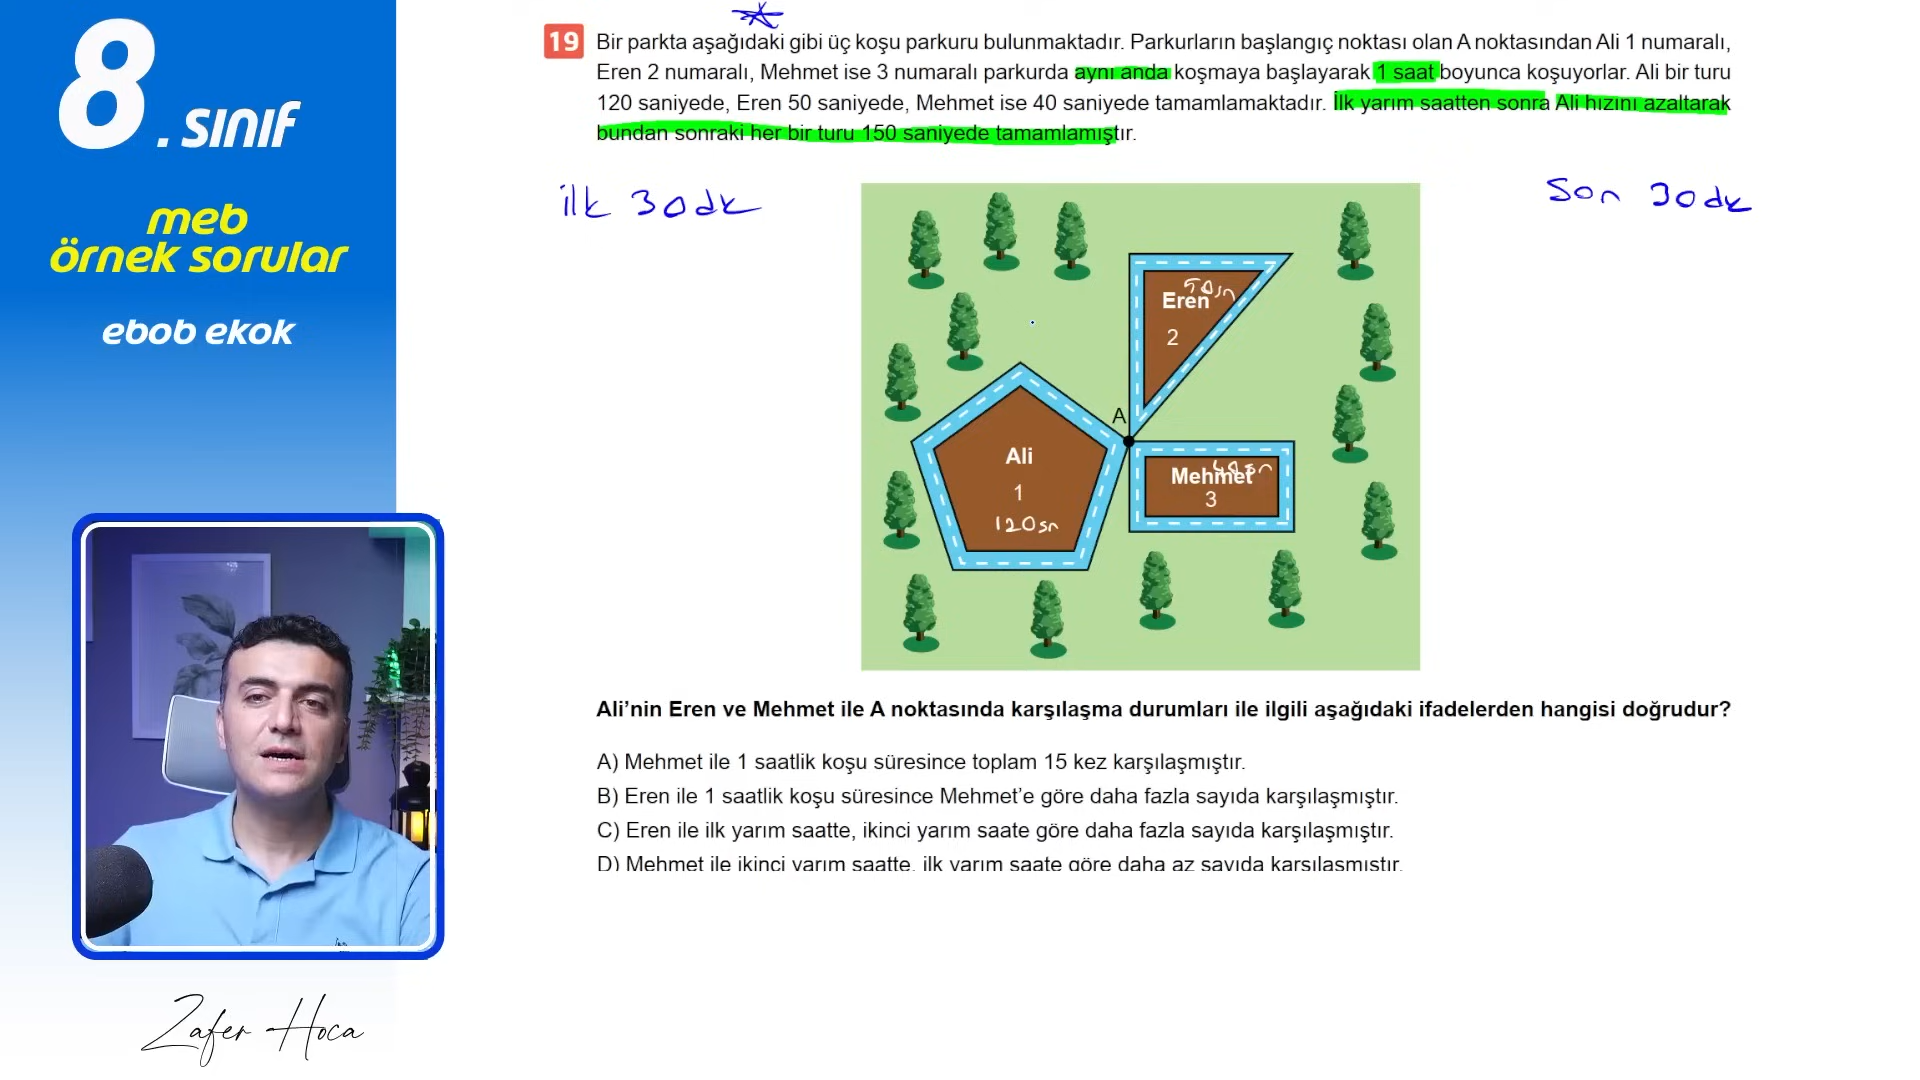 8. SINIF
meb
örnek sorular
ebob ekok
Zafer Hoca
19 Bir parkta aşağıdaki gibi üç koşu parkuru bulunmaktadır. Parkurların başlangıç noktası olan A noktasından Ali 1 numaralı,
Eren 2 numaralı, Mehmet ise 3 numaralı parkurda aynı anda koşmaya başlayarak 1 saat boyunca koşuyorlar. Ali bir turu
120 saniyede, Eren 50 saniyede, Mehmet ise 40 saniyede tamamlamaktadır. İlk yarım saatten sonra Ali hızını azaltarak
bundan sonraki her bir turu 150 saniyede tamamlamıştır.
ilk 30 dk
Son 30 dk
50sn
Eren
2
A
Ali
1
120sn
40sn
Mehmet
3
Ali’nin Eren ve Mehmet ile A noktasında karşılaşma durumları ile ilgili aşağıdaki ifadelerden hangisi doğrudur?
A) Mehmet ile 1 saatlik koşu süresince toplam 15 kez karşılaşmıştır.
B) Eren ile 1 saatlik koşu süresince Mehmet’e göre daha fazla sayıda karşılaşmıştır.
C) Eren ile ilk yarım saatte, ikinci yarım saate göre daha fazla sayıda karşılaşmıştır.
D) Mehmet ile ikinci yarım saatte, ilk yarım saate göre daha az sayıda karşılaşmıştır.